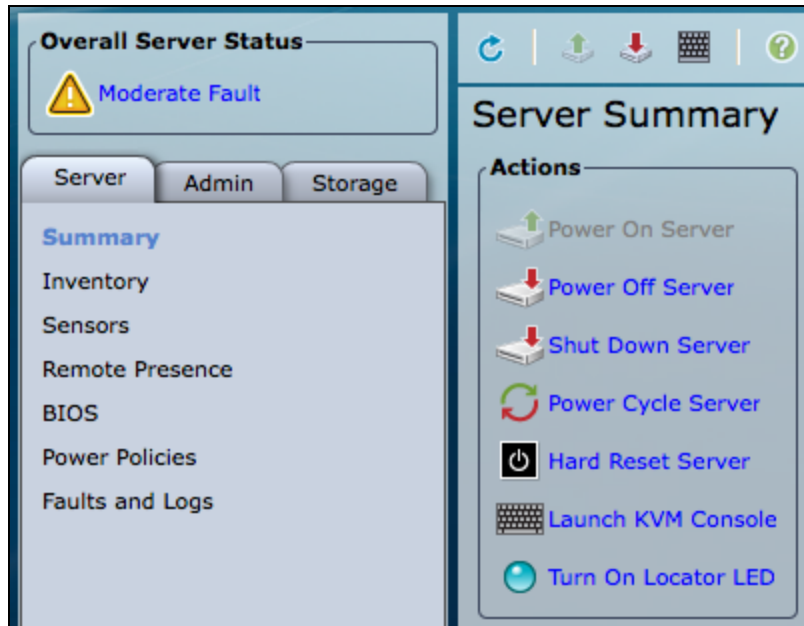 Overall Server Status
Moderate Fault
Server
Admin
Storage
Summary
Inventory
Sensors
Remote Presence
BIOS
Power Policies
Faults and Logs
Server Summary
Actions
Power On Server
Power Off Server
Shut Down Server
Power Cycle Server
Hard Reset Server
Launch KVM Console
Turn On Locator LED